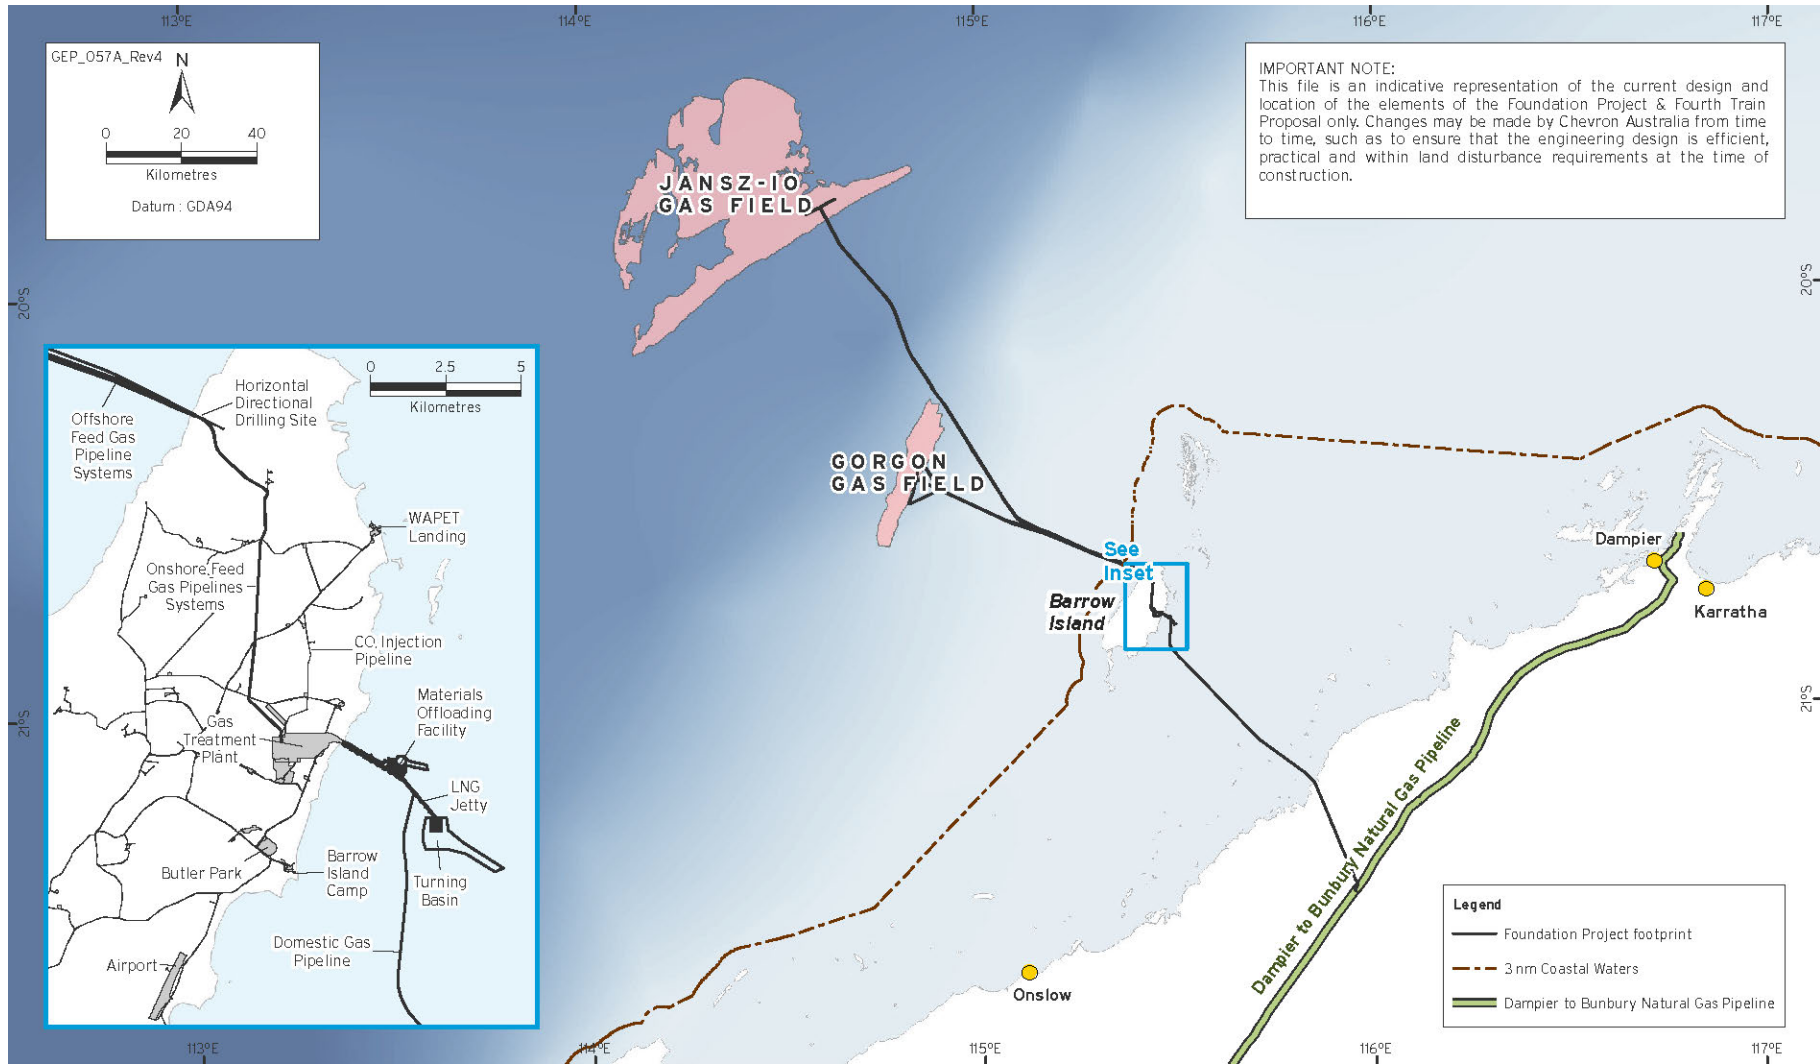 113°E
114°E
115°E
116°E
117°E
GEP_057A_Rev4
N
0 20 40
Kilometres
Datum : GDA94
IMPORTANT NOTE:
This file is an indicative representation of the current design and
location of the elements of the Foundation Project & Fourth Train
Proposal only. Changes may be made by Chevron Australia from time
to time, such as to ensure that the engineering design is efficient,
practical and within land disturbance requirements at the time of
construction.
JANSZ-IO
GAS FIELD
20°S
20°S
GORGON
GAS FIELD
See
Inset
Barrow
Island
Dampier
Karratha
21°S
21°S
Dampier to Bunbury Natural Gas Pipeline
Onslow
0 2.5 5
Kilometres
Horizontal
Directional
Drilling Site
Offshore
Feed Gas
Pipeline
Systems
WAPET
Landing
Onshore Feed
Gas Pipelines
Systems
CO₂ Injection
Pipeline
Materials
Offloading
Facility
Gas
Treatment
Plant
LNG
Jetty
Butler Park
Barrow
Island
Camp
Turning
Basin
Domestic Gas
Pipeline
Airport
Legend
Foundation Project footprint
3 nm Coastal Waters
Dampier to Bunbury Natural Gas Pipeline
113°E
114°E
115°E
116°E
117°E